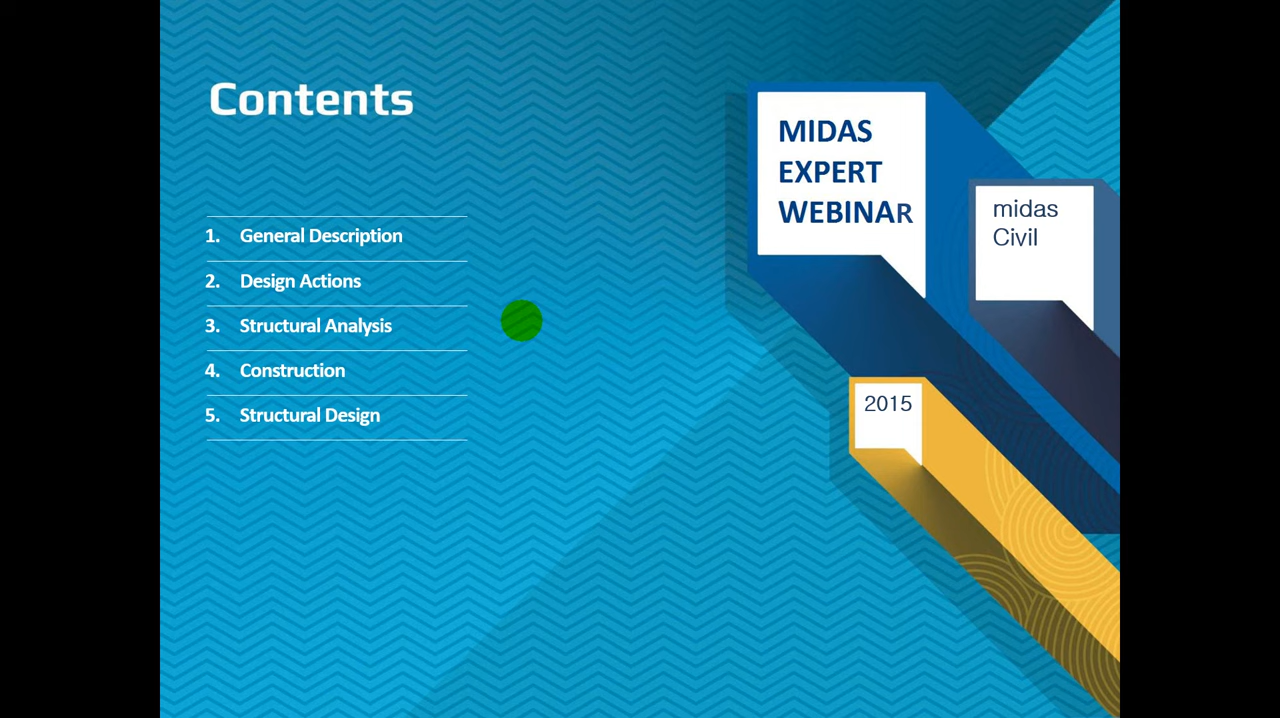 Contents
1. General Description
2. Design Actions
3. Structural Analysis
4. Construction
5. Structural Design
MIDAS
EXPERT
WEBINAR
midas
Civil
2015